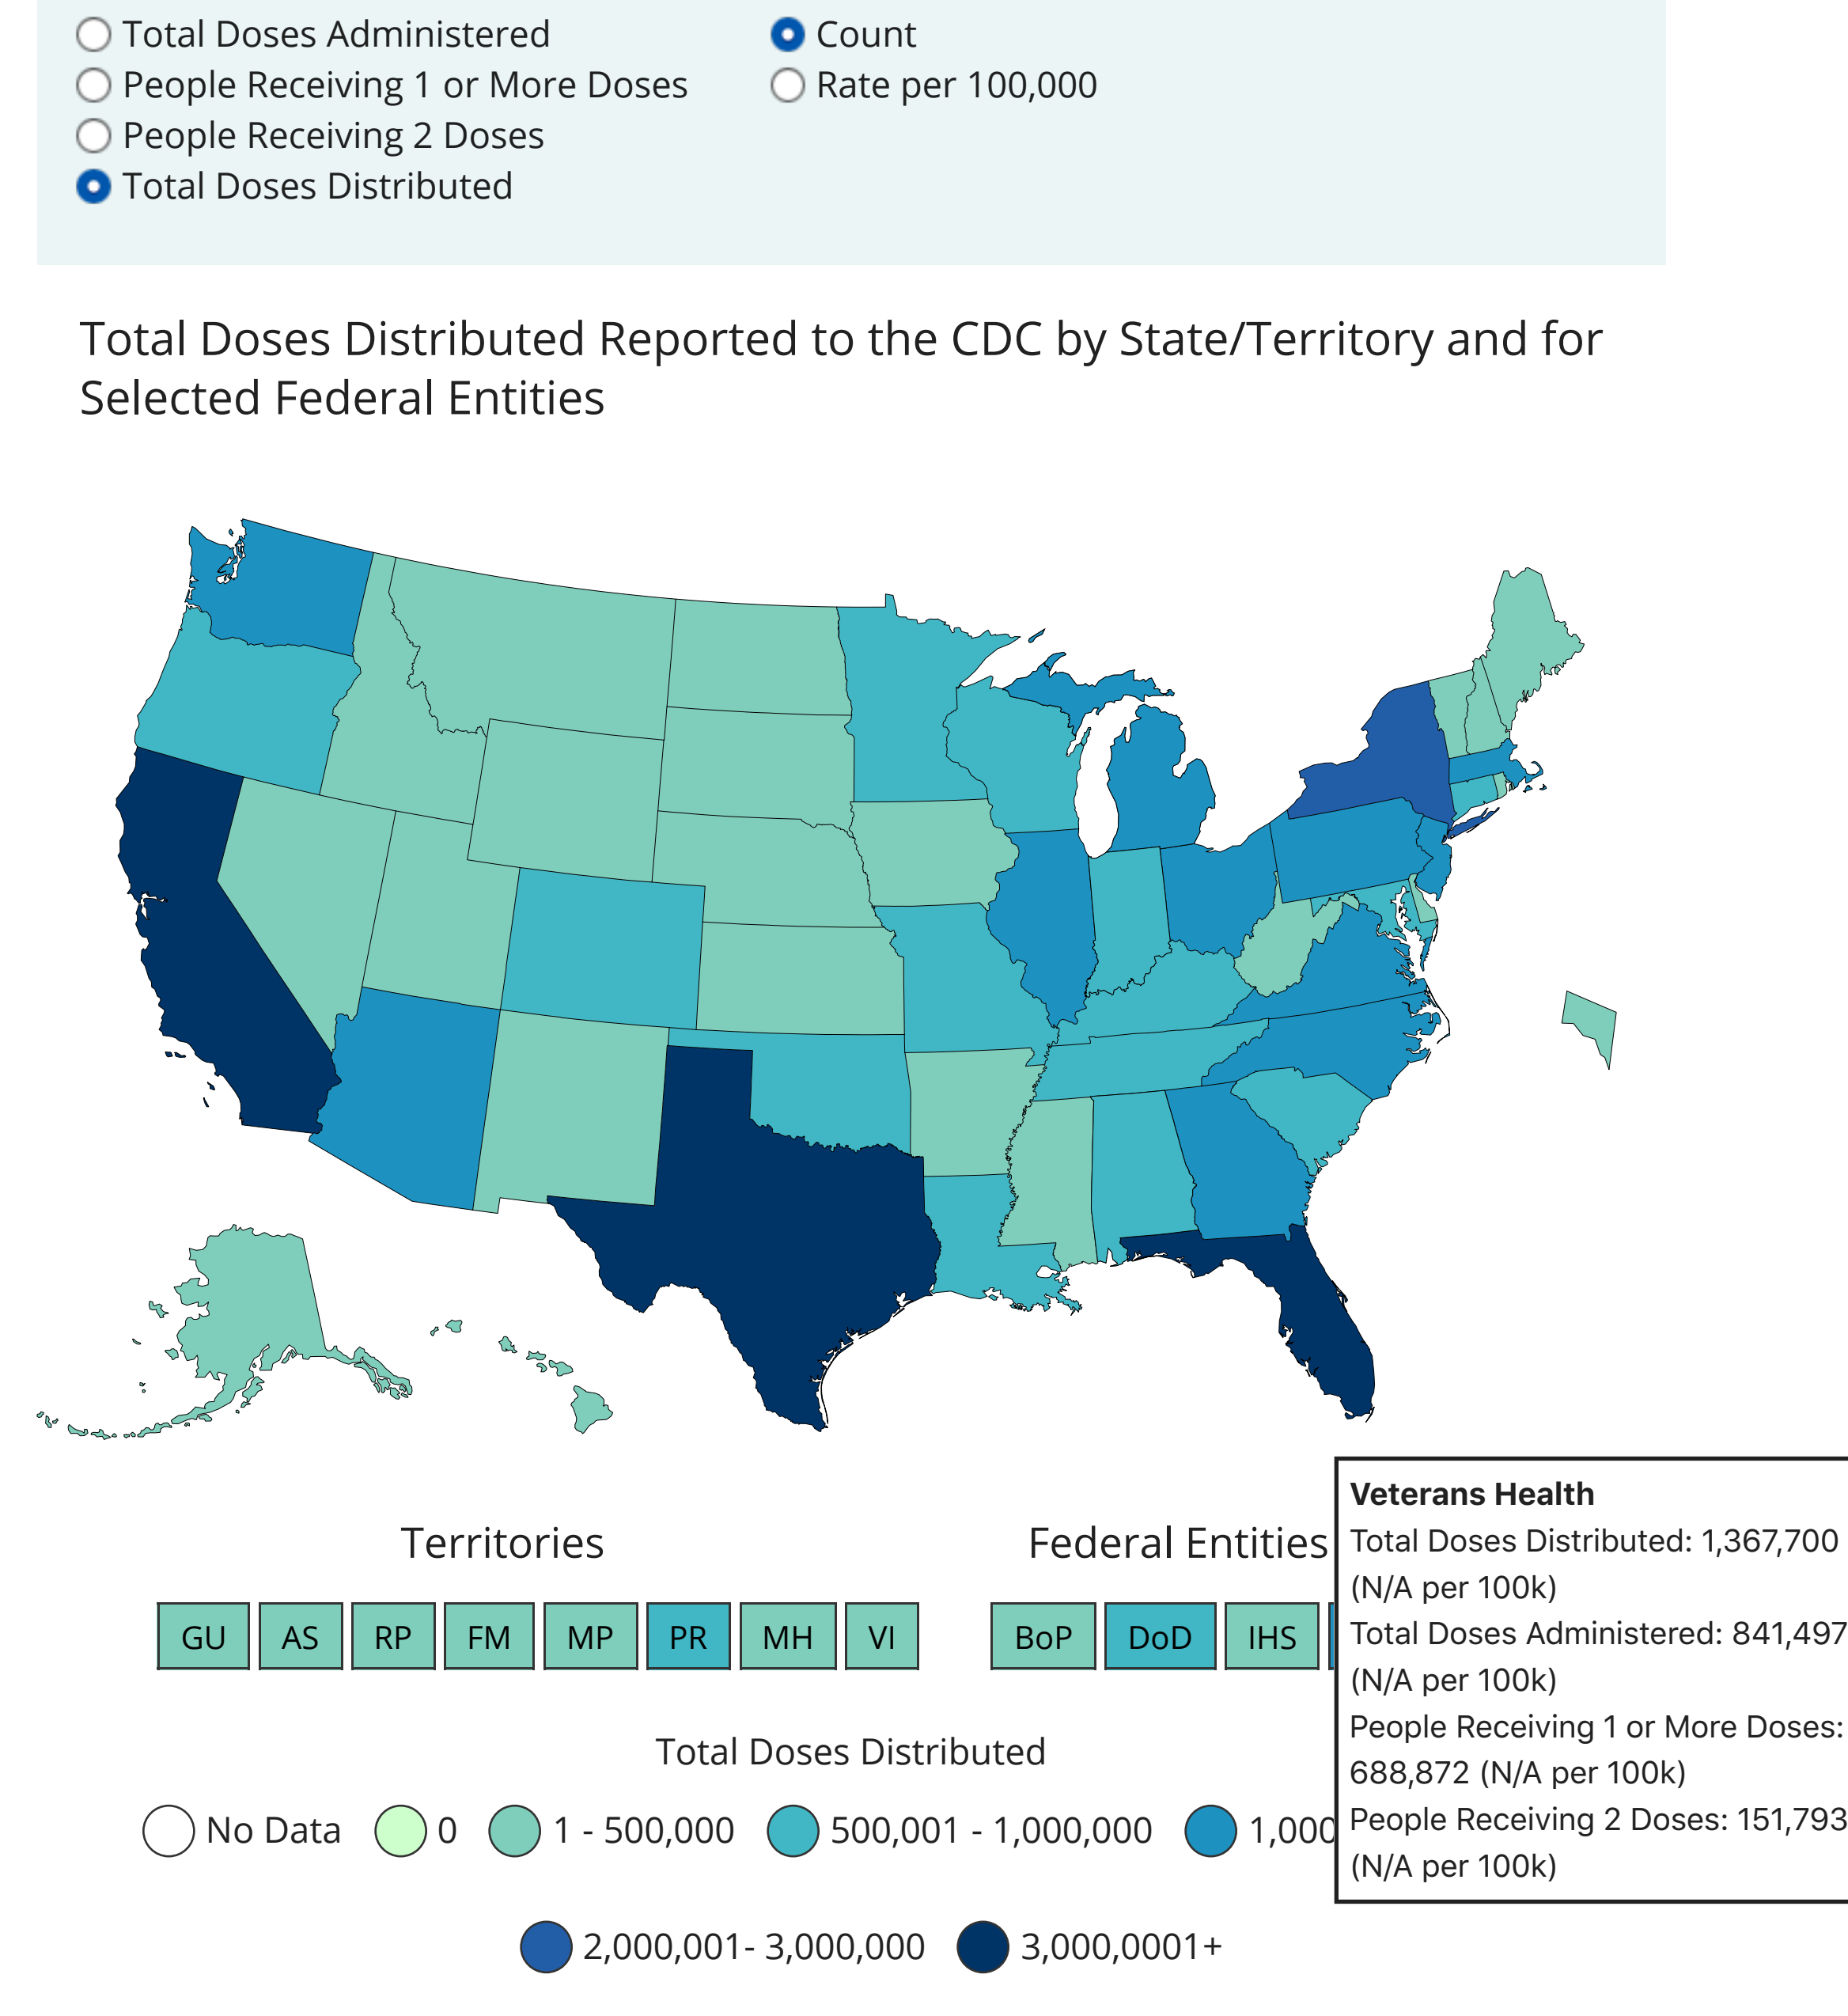 Total Doses Administered
People Receiving 1 or More Doses
People Receiving 2 Doses
Total Doses Distributed
Count
Rate per 100,000
Total Doses Distributed Reported to the CDC by State/Territory and for
Selected Federal Entities
Territories
GU AS RP FM MP PR MH VI
Federal Entities
BoP DoD IHS
Veterans Health
Total Doses Distributed: 1,367,700
(N/A per 100k)
Total Doses Administered: 841,497
(N/A per 100k)
People Receiving 1 or More Doses:
688,872 (N/A per 100k)
People Receiving 2 Doses: 151,793
(N/A per 100k)
Total Doses Distributed
No Data 0 1 - 500,000 500,001 - 1,000,000 1,000
2,000,001- 3,000,000 3,000,0001+